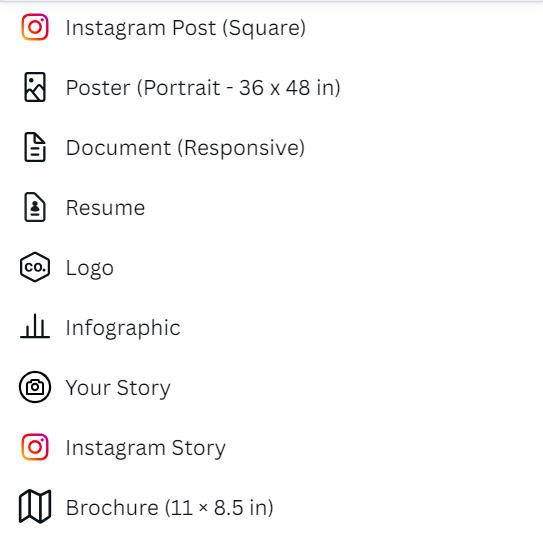 Instagram Post (Square)
Poster (Portrait - 36 x 48 in)
Document (Responsive)
Resume
co. Logo
Infographic
Your Story
Instagram Story
Brochure (11 × 8.5 in)